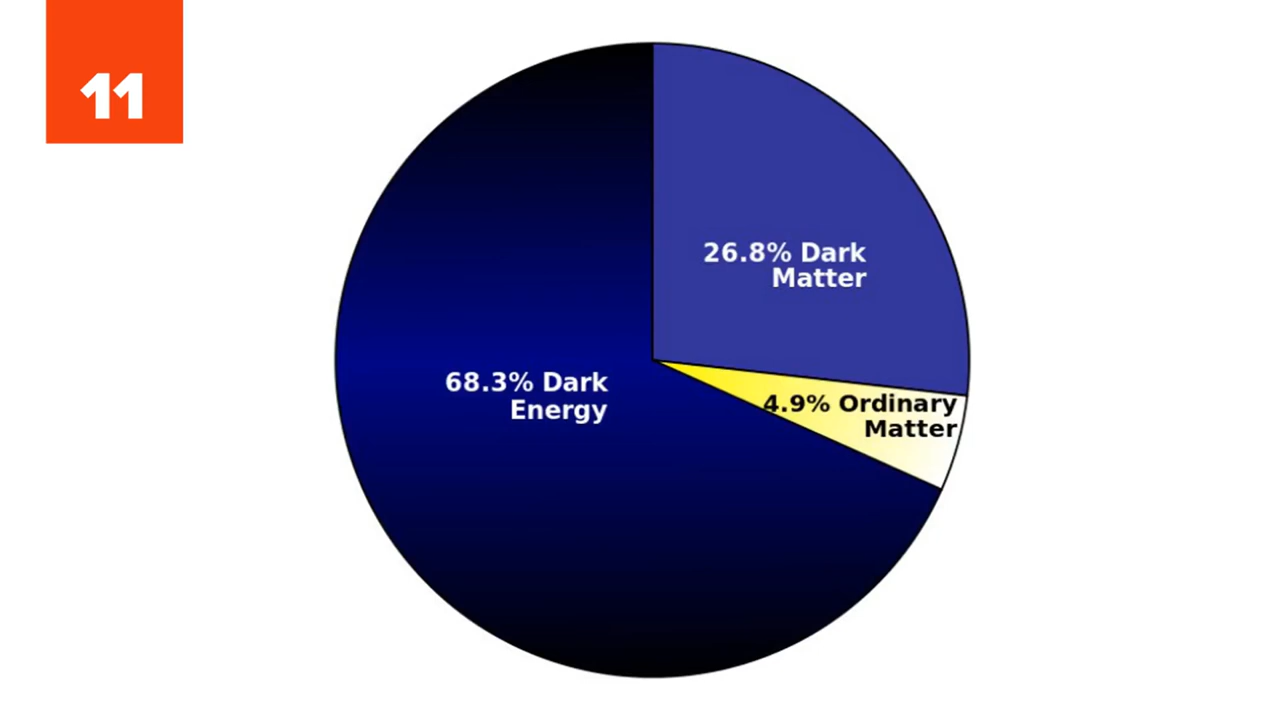 11
26.8% Dark
Matter
68.3% Dark
Energy
4.9% Ordinary
Matter